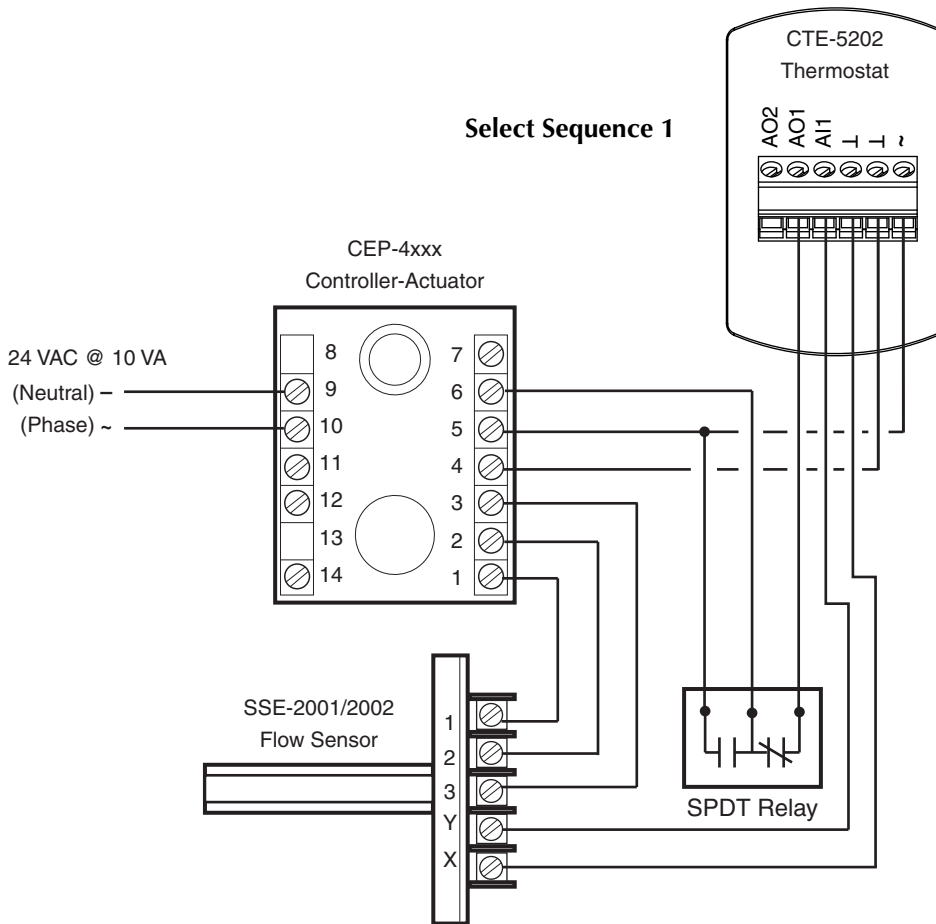 CTE-5202
Thermostat
Select Sequence 1
AO2
AO1
AI1
⊥
⊥
~
CEP-4xxx
Controller-Actuator
24 VAC @ 10 VA
(Neutral) –
(Phase) ~
8
9
10
11
12
13
14
7
6
5
4
3
2
1
SSE-2001/2002
Flow Sensor
1
2
3
Y
X
SPDT Relay